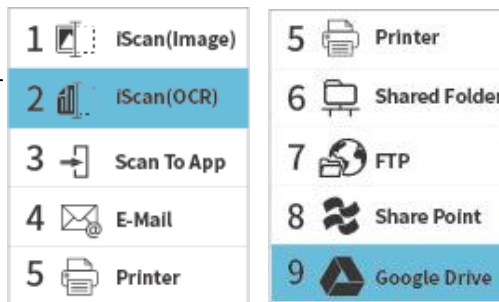 1 iScan(Image)
2 iScan(OCR)
3 Scan To App
4 E-Mail
5 Printer
5 Printer
6 Shared Folder
7 FTP
8 Share Point
9 Google Drive